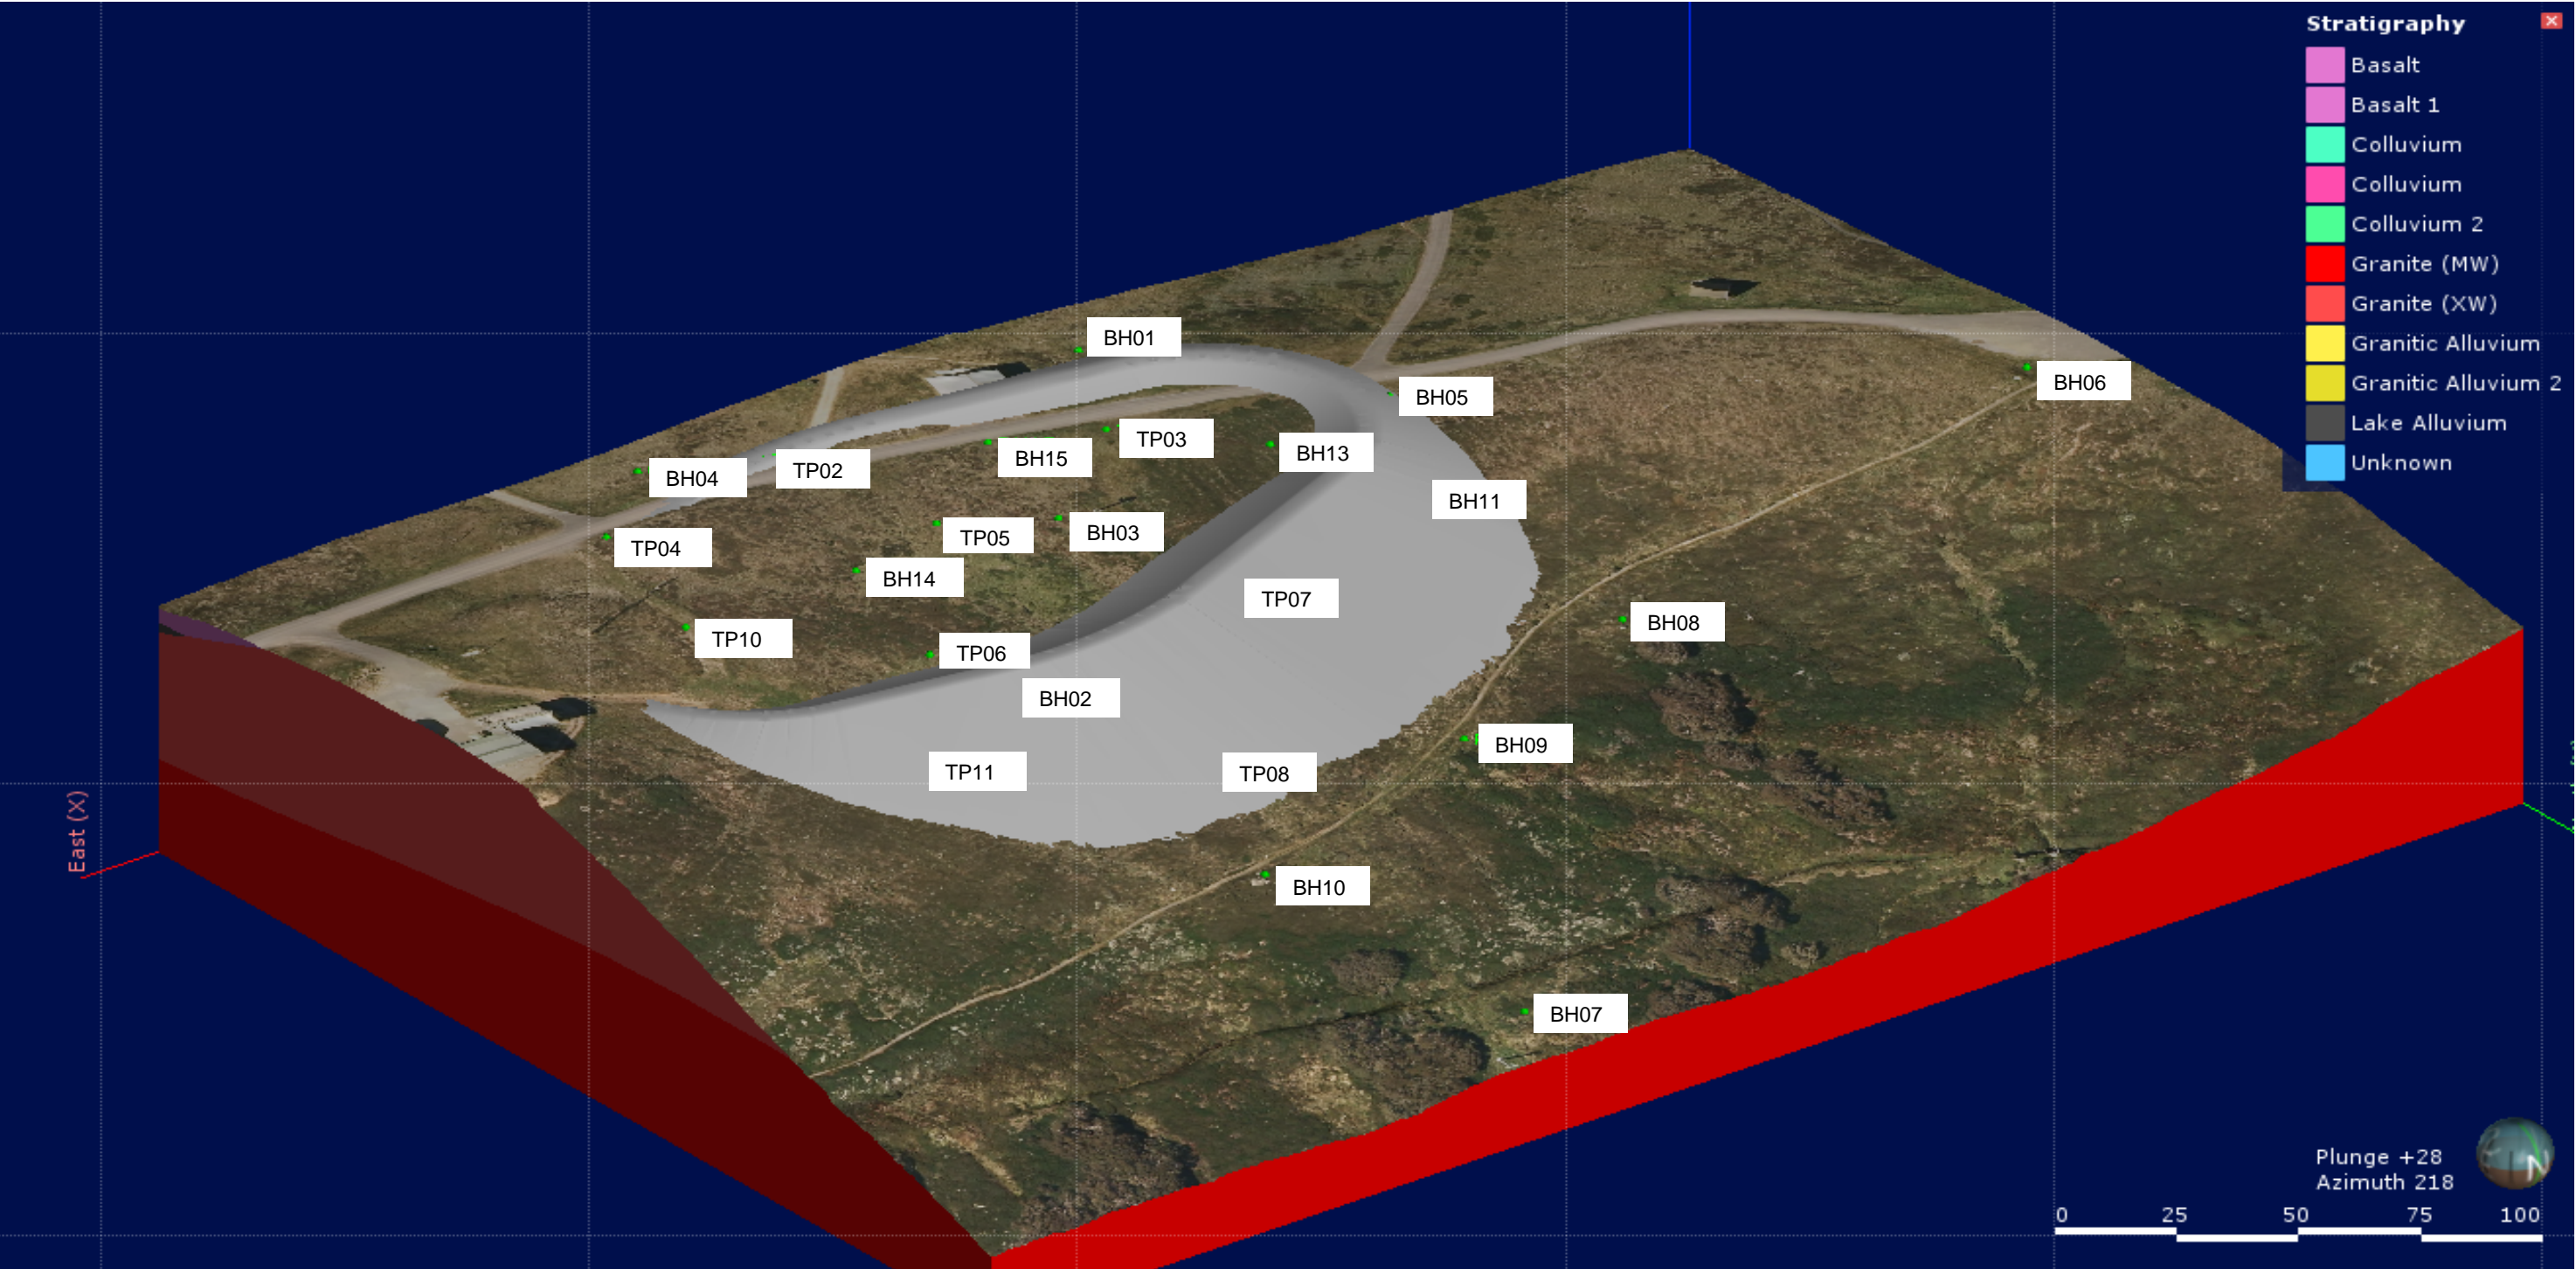 Stratigraphy
Basalt
Basalt 1
Colluvium
Colluvium
Colluvium 2
Granite (MW)
Granite (XW)
Granitic Alluvium
Granitic Alluvium 2
Lake Alluvium
Unknown
BH01
BH06
BH05
TP03
BH13
BH15
TP02
BH04
BH11
BH03
TP05
TP04
BH14
TP07
BH08
TP10
TP06
BH02
BH09
TP11
TP08
East (X)
BH10
BH07
Plunge +28
Azimuth 218
N
0 25 50 75 100